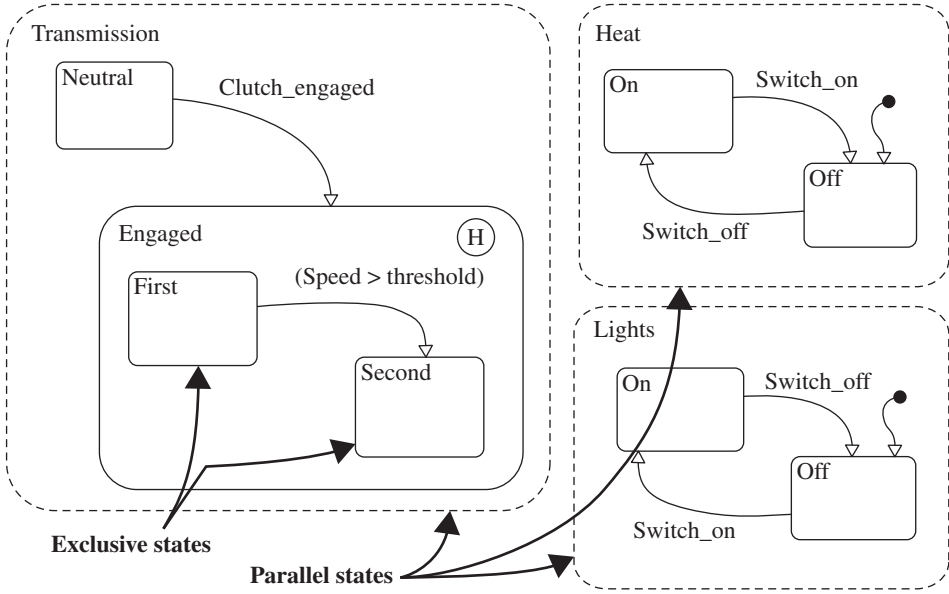 Transmission
Neutral
Clutch_engaged
Engaged
H
First
(Speed > threshold)
Second
Exclusive states
Parallel states
Heat
On
Switch_on
Off
Switch_off
Lights
On
Switch_off
Off
Switch_on